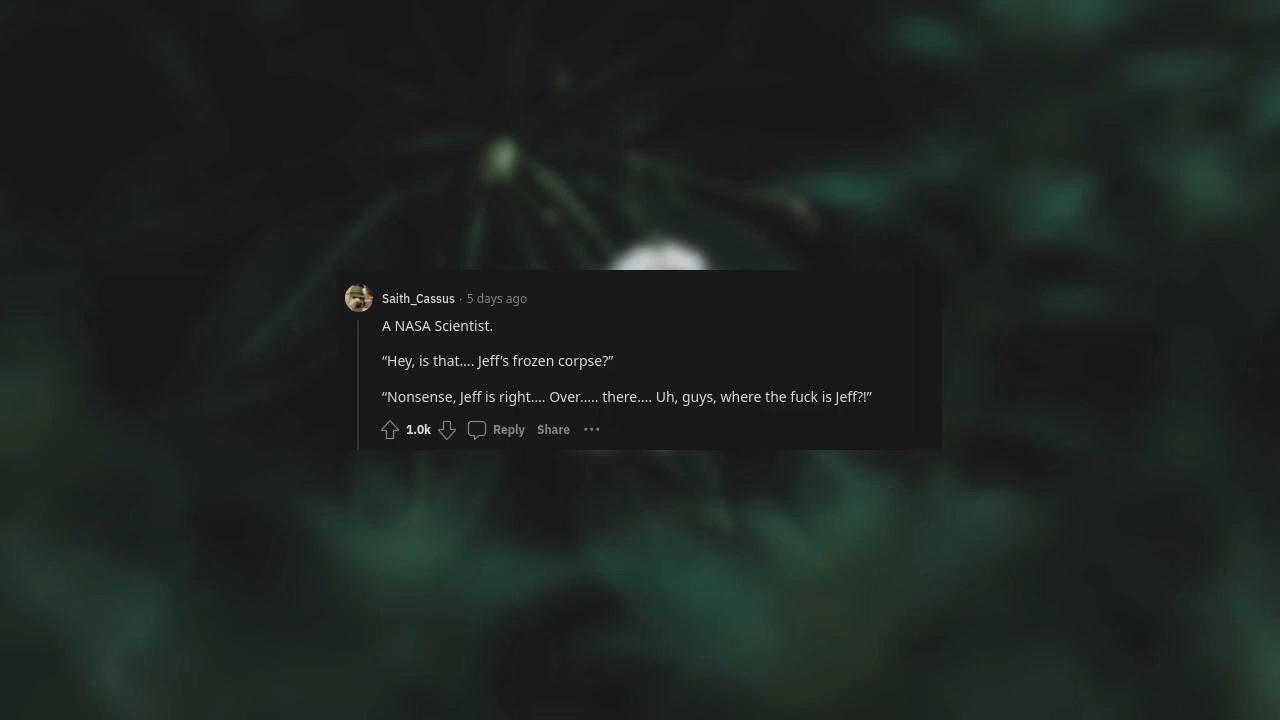 Saith_Cassus · 5 days ago
A NASA Scientist.
“Hey, is that.... Jeff’s frozen corpse?”
“Nonsense, Jeff is right.... Over..... there.... Uh, guys, where the fuck is Jeff?!”
1.0k Reply Share ···